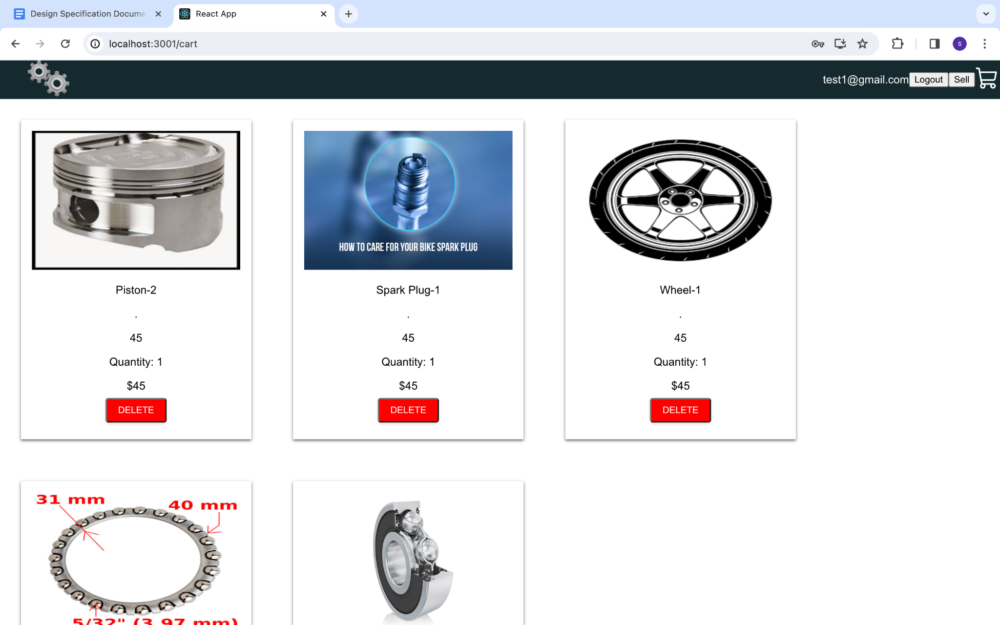 Design Specification Docume
React App
localhost:3001/cart
S
test1@gmail.com Logout Sell
HOW TO CARE FOR YOUR BIKE SPARK PLUG
Piston-2
.
45
Quantity: 1
$45
DELETE
Spark Plug-1
.
45
Quantity: 1
$45
DELETE
Wheel-1
.
45
Quantity: 1
$45
DELETE
31 mm
40 mm
5/32" (3,97 mm)